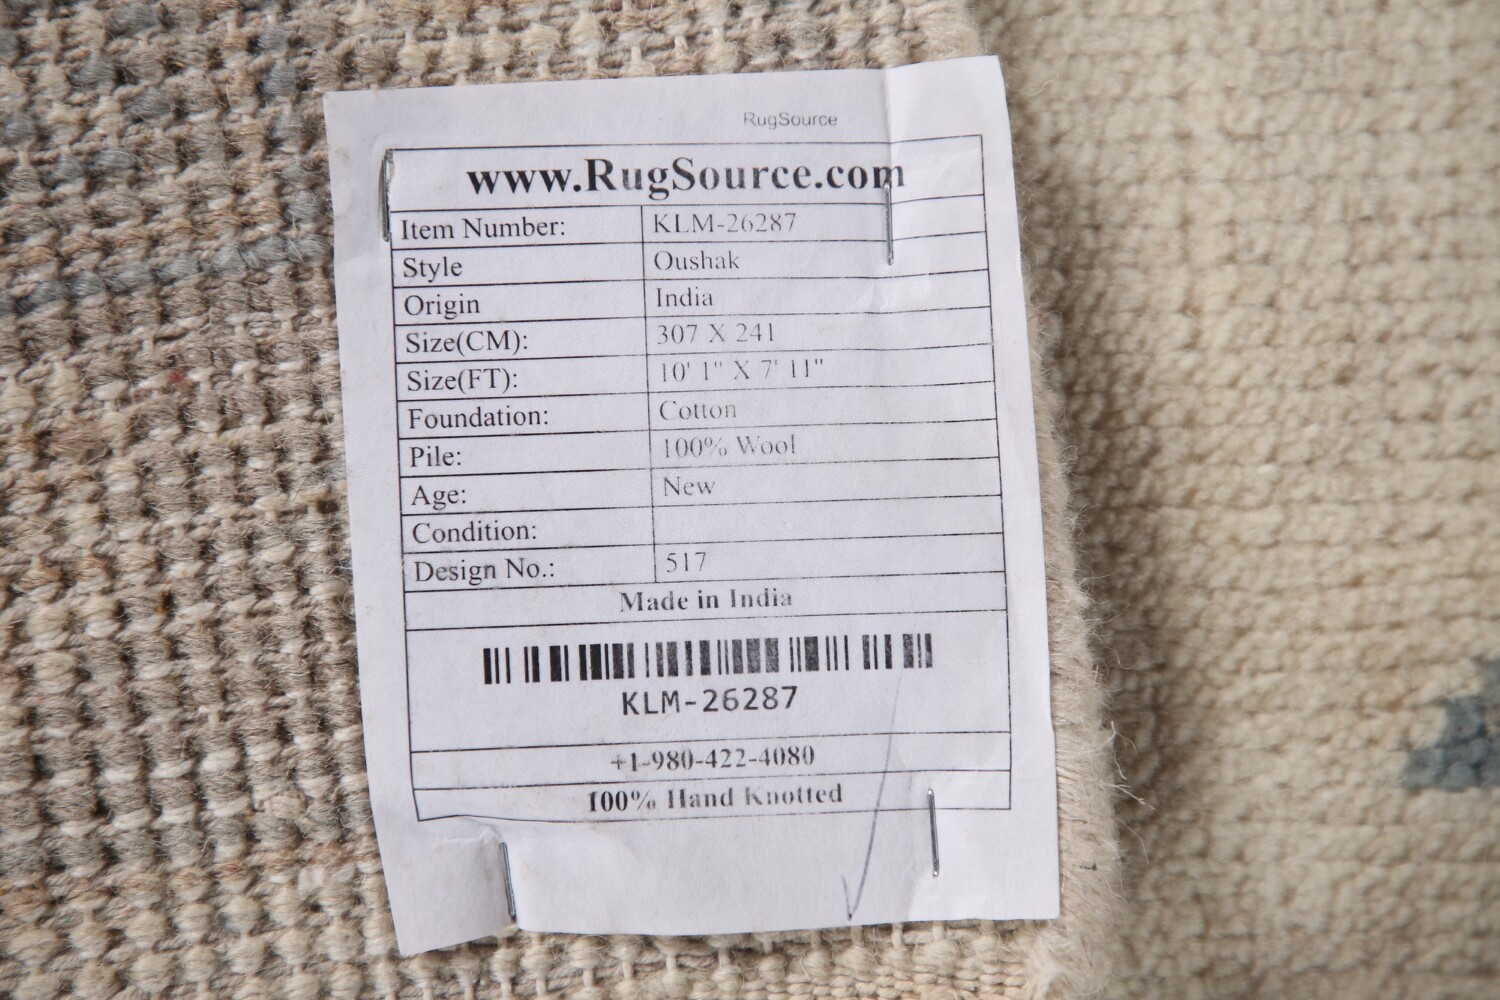 RugSource
www.RugSource.com
Item Number: KLM-26287
Style Oushak
Origin India
Size(CM): 307 X 241
Size(FT): 10' 1" X 7' 11"
Foundation: Cotton
Pile: 100% Wool
Age: New
Condition:
Design No.: 517
Made in India
KLM-26287
+1-980-422-4080
100% Hand Knotted